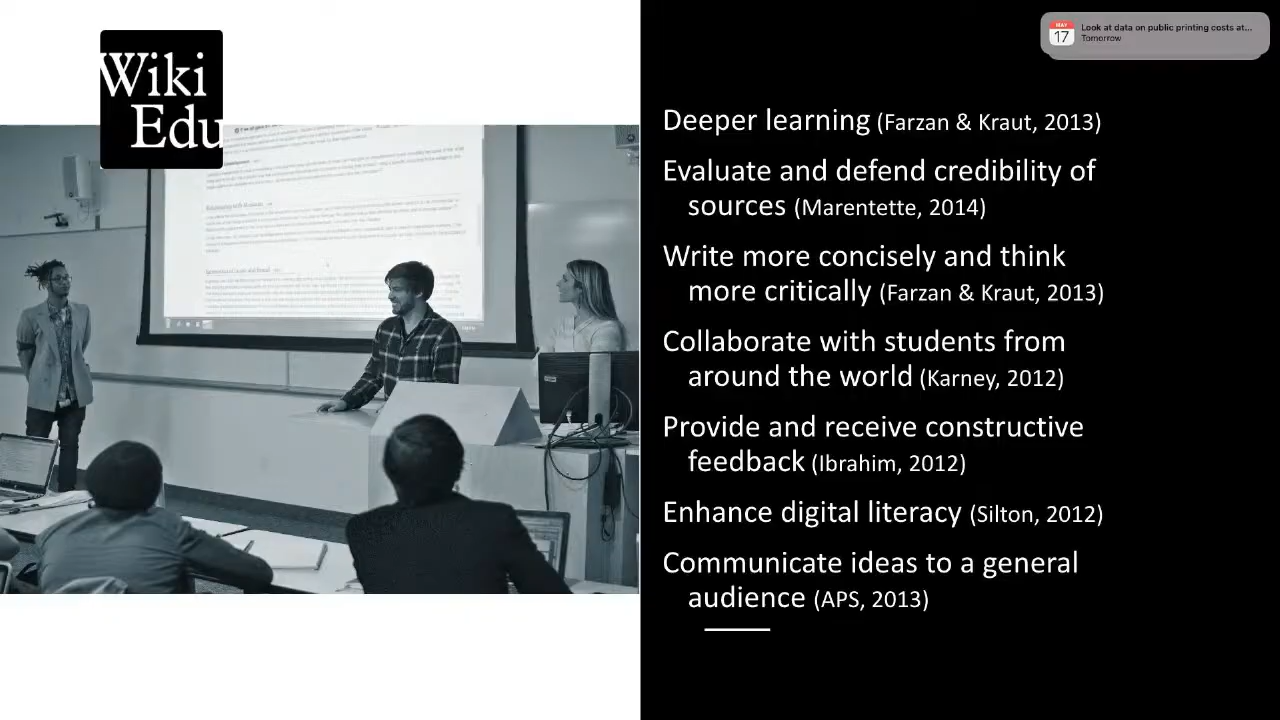 Wiki
Edu
MAY
17
Look at data on public printing costs at...
Tomorrow
Deeper learning (Farzan & Kraut, 2013)
Evaluate and defend credibility of
sources (Marentette, 2014)
Write more concisely and think
more critically (Farzan & Kraut, 2013)
Collaborate with students from
around the world (Karney, 2012)
Provide and receive constructive
feedback (Ibrahim, 2012)
Enhance digital literacy (Silton, 2012)
Communicate ideas to a general
audience (APS, 2013)